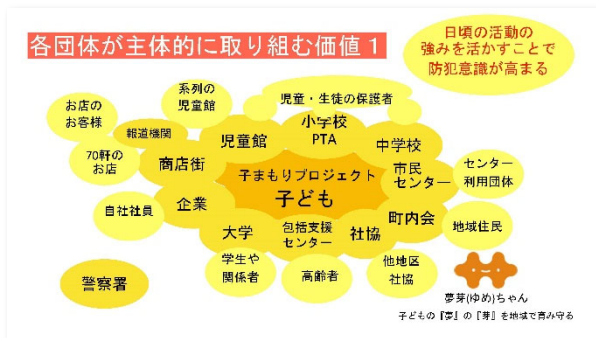 各団体が主体的に取り組む価値1
日頃の活動の
強みを活かすことで
防犯意識が高まる
系列の
児童館
児童・生徒の保護者
お店の
お客様
報道機関
児童館
小学校
PTA
中学校
70軒の
お店
商店街
子まもりプロジェクト
子ども
市民
センター
センター
利用団体
自社社員
企業
大学
包括支援
センター
社協
町内会
地域住民
警察署
学生や
関係者
高齢者
他地区
社協
夢芽(ゆめ)ちゃん
子どもの『夢』の『芽』を地域で育み守る